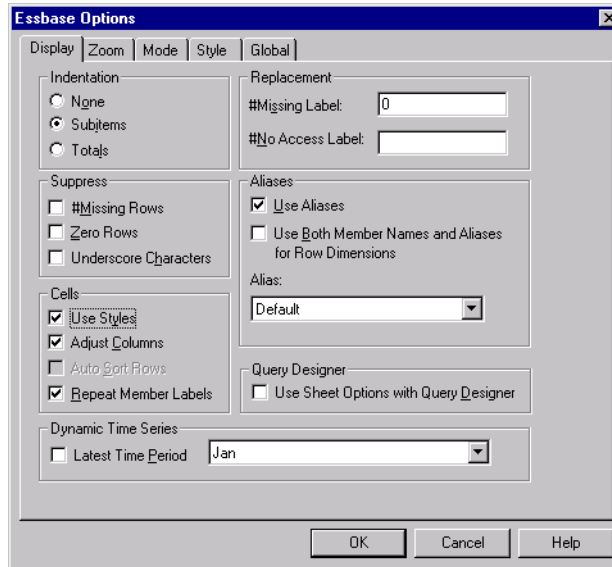 Essbase Options
Display Zoom Mode Style Global
Indentation
None
Subitems
Totals
Replacement
#Missing Label: 0
#No Access Label:
Suppress
#Missing Rows
Zero Rows
Underscore Characters
Aliases
Use Aliases
Use Both Member Names and Aliases
for Row Dimensions
Alias:
Default
Cells
Use Styles
Adjust Columns
Auto Sort Rows
Repeat Member Labels
Query Designer
Use Sheet Options with Query Designer
Dynamic Time Series
Latest Time Period Jan
OK Cancel Help